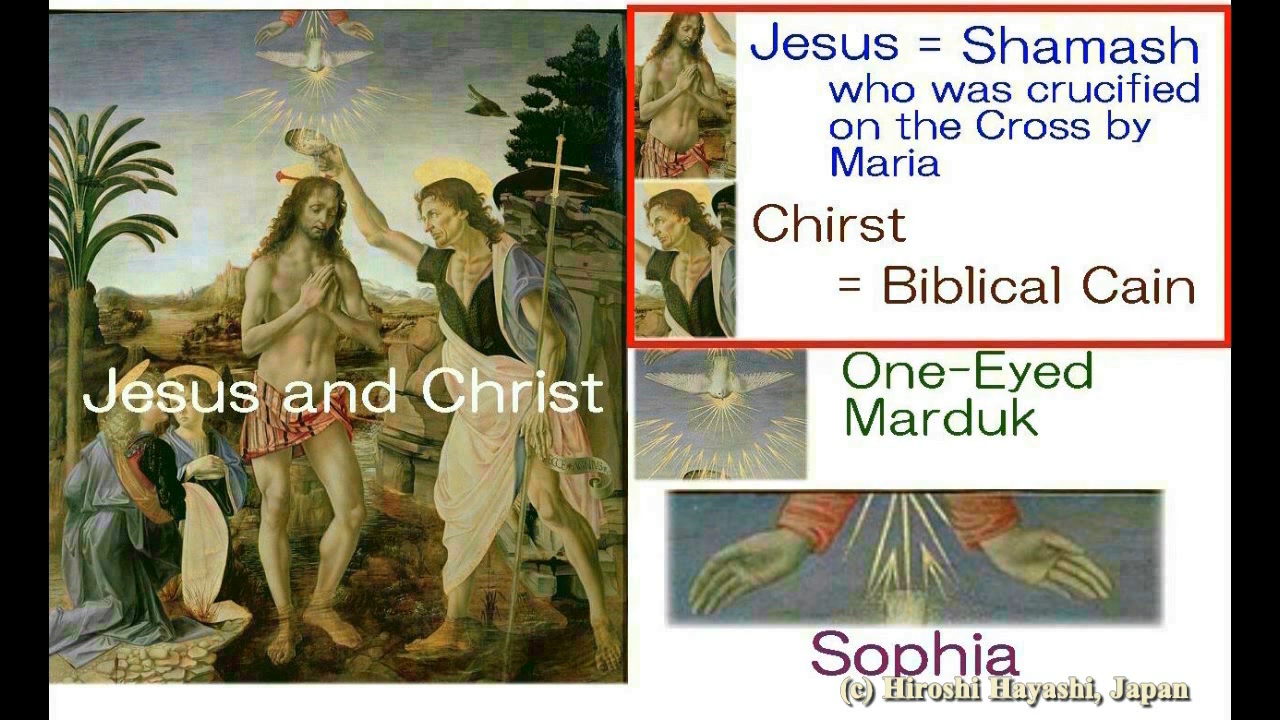 Jesus = Shamash
who was crucified
on the Cross by
Maria
Chirst
= Biblical Cain
Jesus and Christ
One-Eyed
Marduk
Sophia
(c) Hiroshi Hayashi, Japan